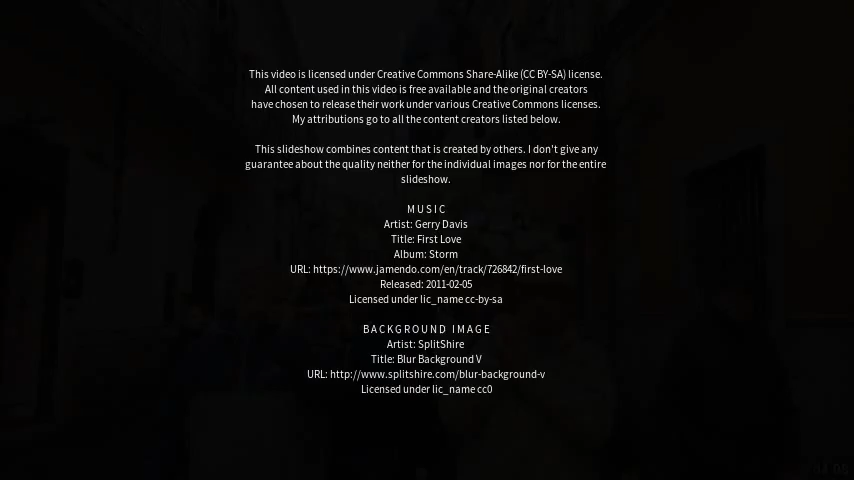 This video is licensed under Creative Commons Share-Alike (CC BY-SA) license.
All content used in this video is free available and the original creators
have chosen to release their work under various Creative Commons licenses.
My attributions go to all the content creators listed below.
This slideshow combines content that is created by others. I don't give any
guarantee about the quality neither for the individual images nor for the entire
slideshow.
MUSIC
Artist: Gerry Davis
Title: First Love
Album: Storm
URL: https://www.jamendo.com/en/track/726842/first-love
Released: 2011-02-05
Licensed under lic_name cc-by-sa
BACKGROUND IMAGE
Artist: SplitShire
Title: Blur Background V
URL: http://www.splitshire.com/blur-background-v
Licensed under lic_name cc0